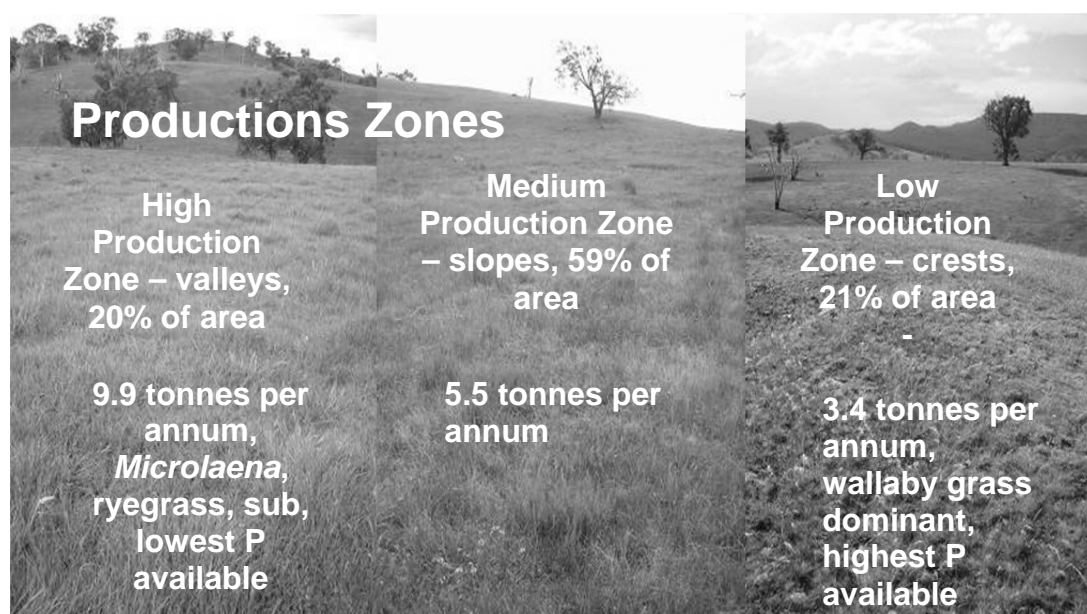 Productions Zones
High
Production
Zone – valleys,
20% of area
9.9 tonnes per
annum,
Microlaena,
ryegrass, sub,
lowest P
available
Medium
Production Zone
– slopes, 59% of
area
5.5 tonnes per
annum
Low
Production
Zone – crests,
21% of area
-
3.4 tonnes per
annum,
wallaby grass
dominant,
highest P
available